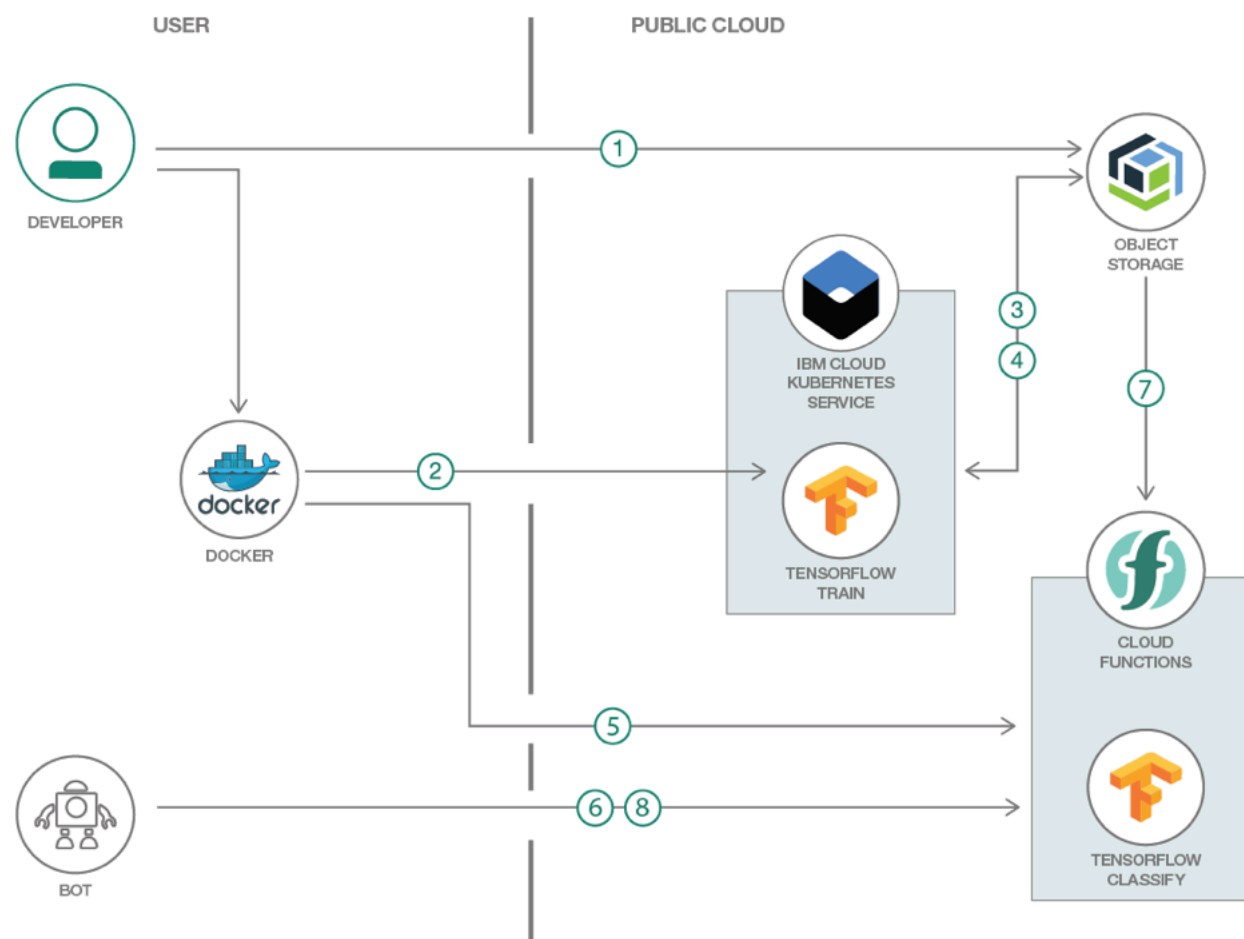 USER
PUBLIC CLOUD
1
DEVELOPER
OBJECT
STORAGE
3
IBM CLOUD
KUBERNETES
SERVICE
4
7
docker
2
DOCKER
TENSORFLOW
TRAIN
CLOUD
FUNCTIONS
5
6
8
TENSORFLOW
CLASSIFY
BOT